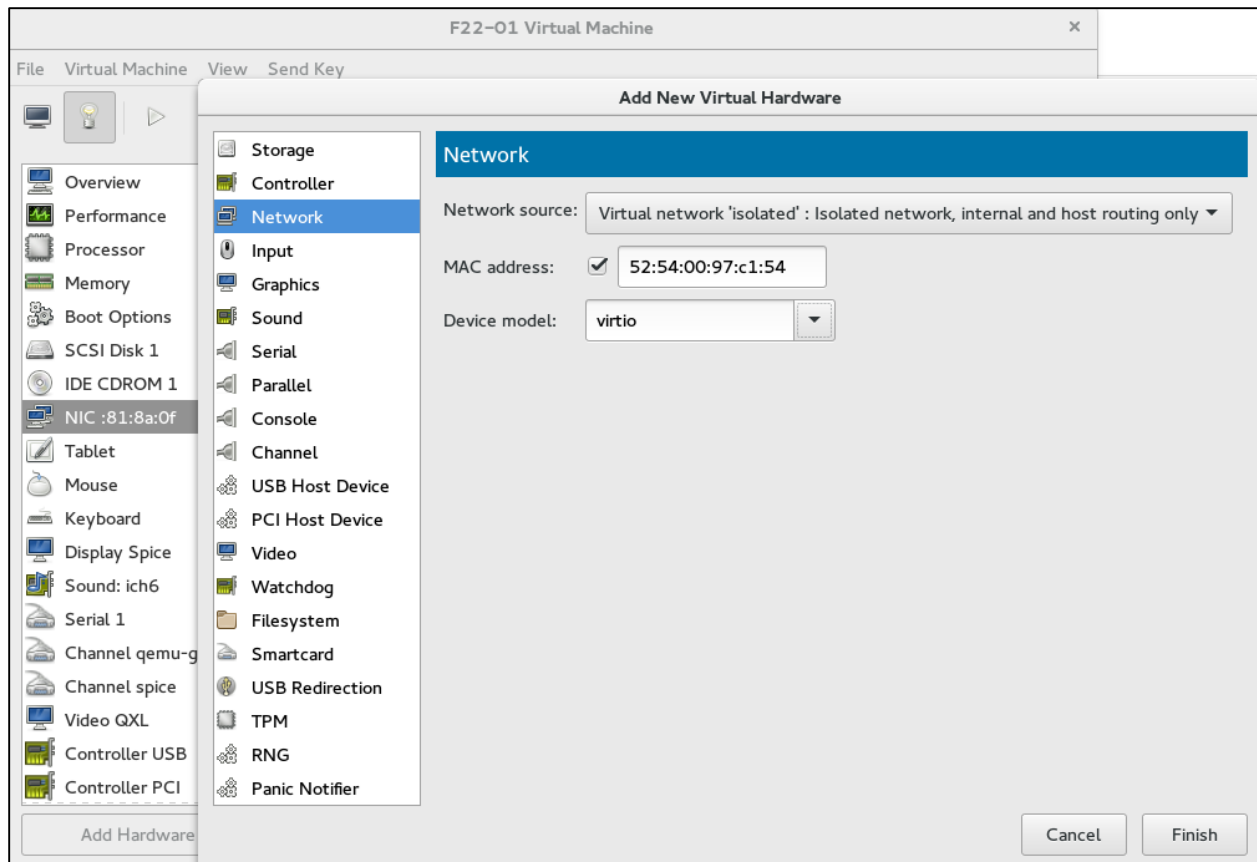 F22-01 Virtual Machine
×
File Virtual Machine View Send Key
Add New Virtual Hardware
Overview
Performance
Processor
Memory
Boot Options
SCSI Disk 1
IDE CDROM 1
NIC :81:8a:0f
Tablet
Mouse
Keyboard
Display Spice
Sound: ich6
Serial 1
Channel qemu-g
Channel spice
Video QXL
Controller USB
Controller PCI
Add Hardware
Storage
Controller
Network
Input
Graphics
Sound
Serial
Parallel
Console
Channel
USB Host Device
PCI Host Device
Video
Watchdog
Filesystem
Smartcard
USB Redirection
TPM
RNG
Panic Notifier
Network
Network source: Virtual network 'isolated' : Isolated network, internal and host routing only
MAC address: 52:54:00:97:c1:54
Device model: virtio
Cancel Finish